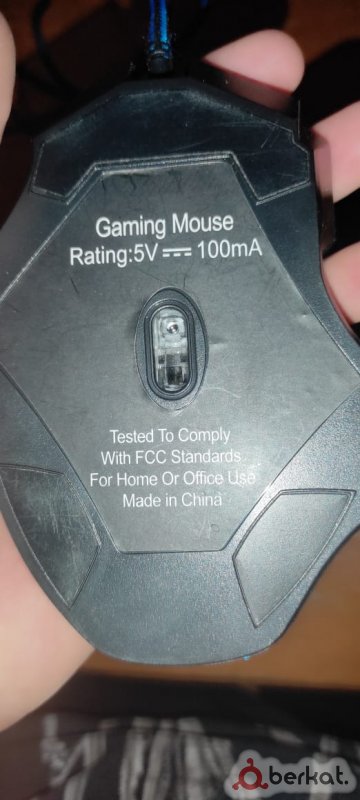 Gaming Mouse
Rating:5V ⎓ 100mA
Tested To Comply
With FCC Standards
For Home Or Office Use
Made in China
berkat.